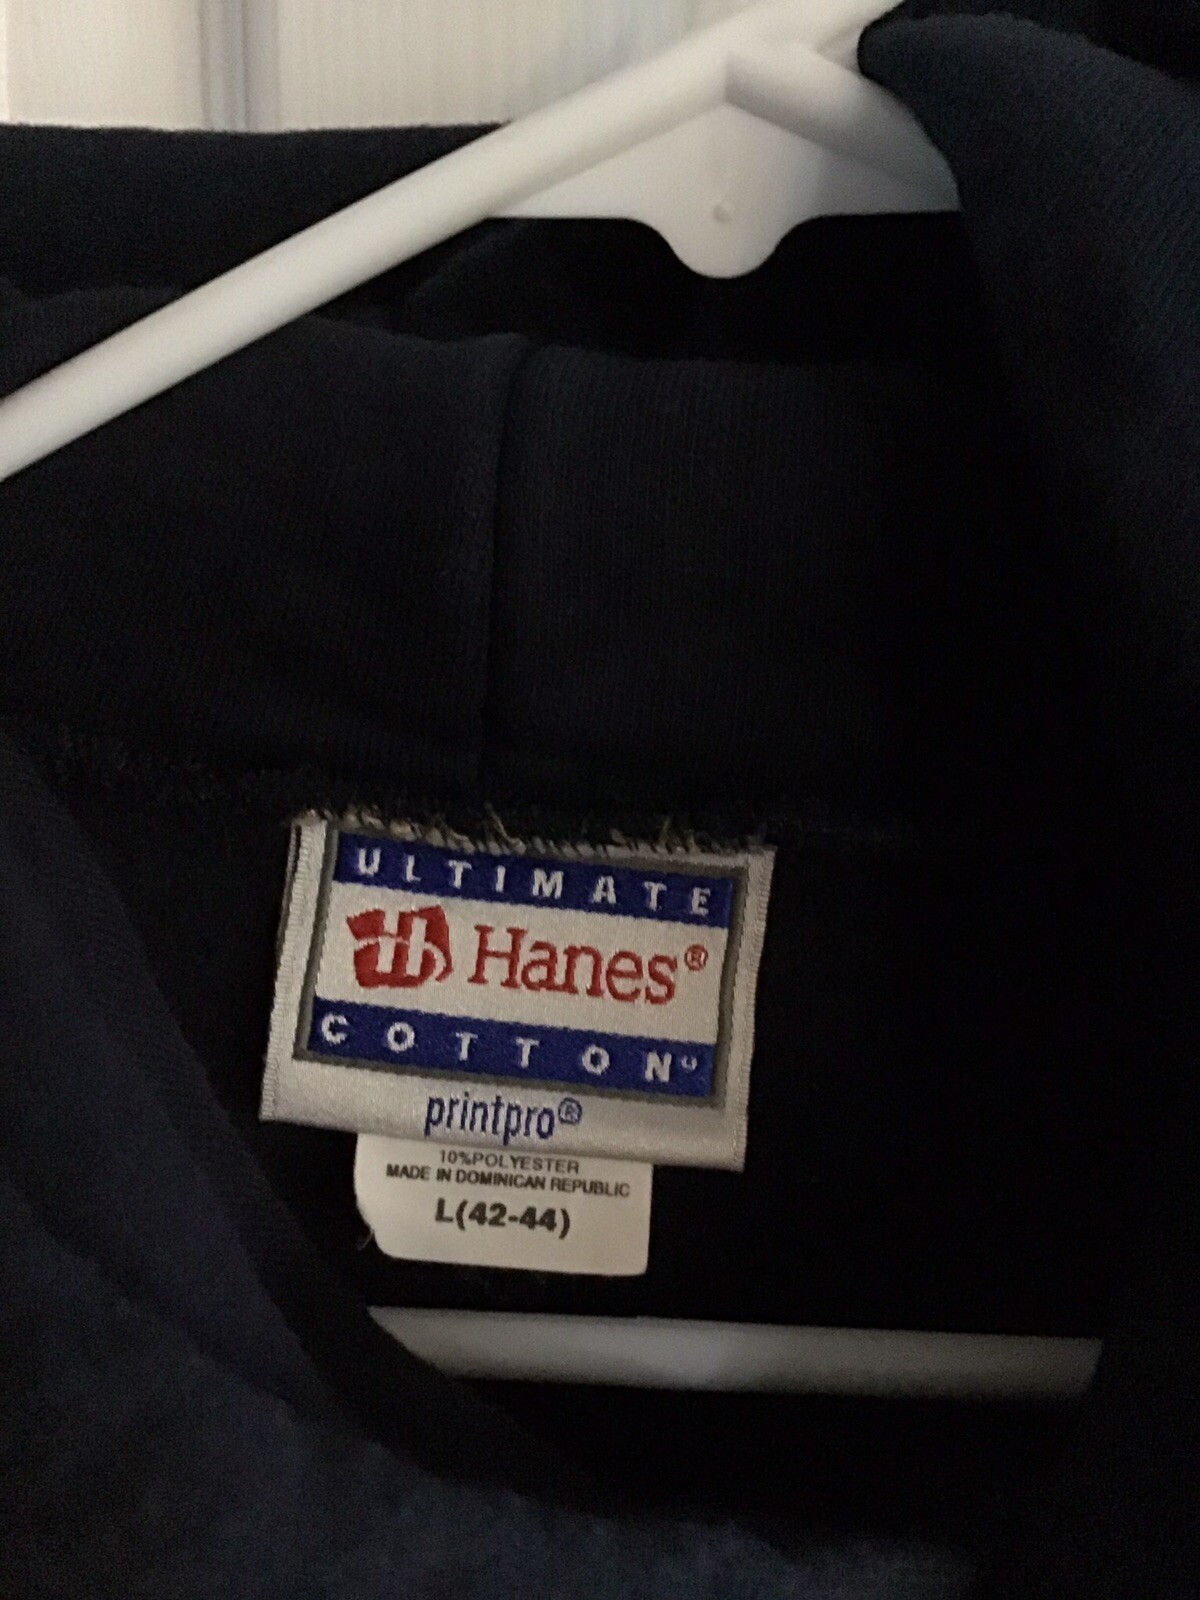 ULTIMATE
Hanes®
COTTON
printpro®
10%POLYESTER
MADE IN DOMINICAN REPUBLIC
L(42-44)